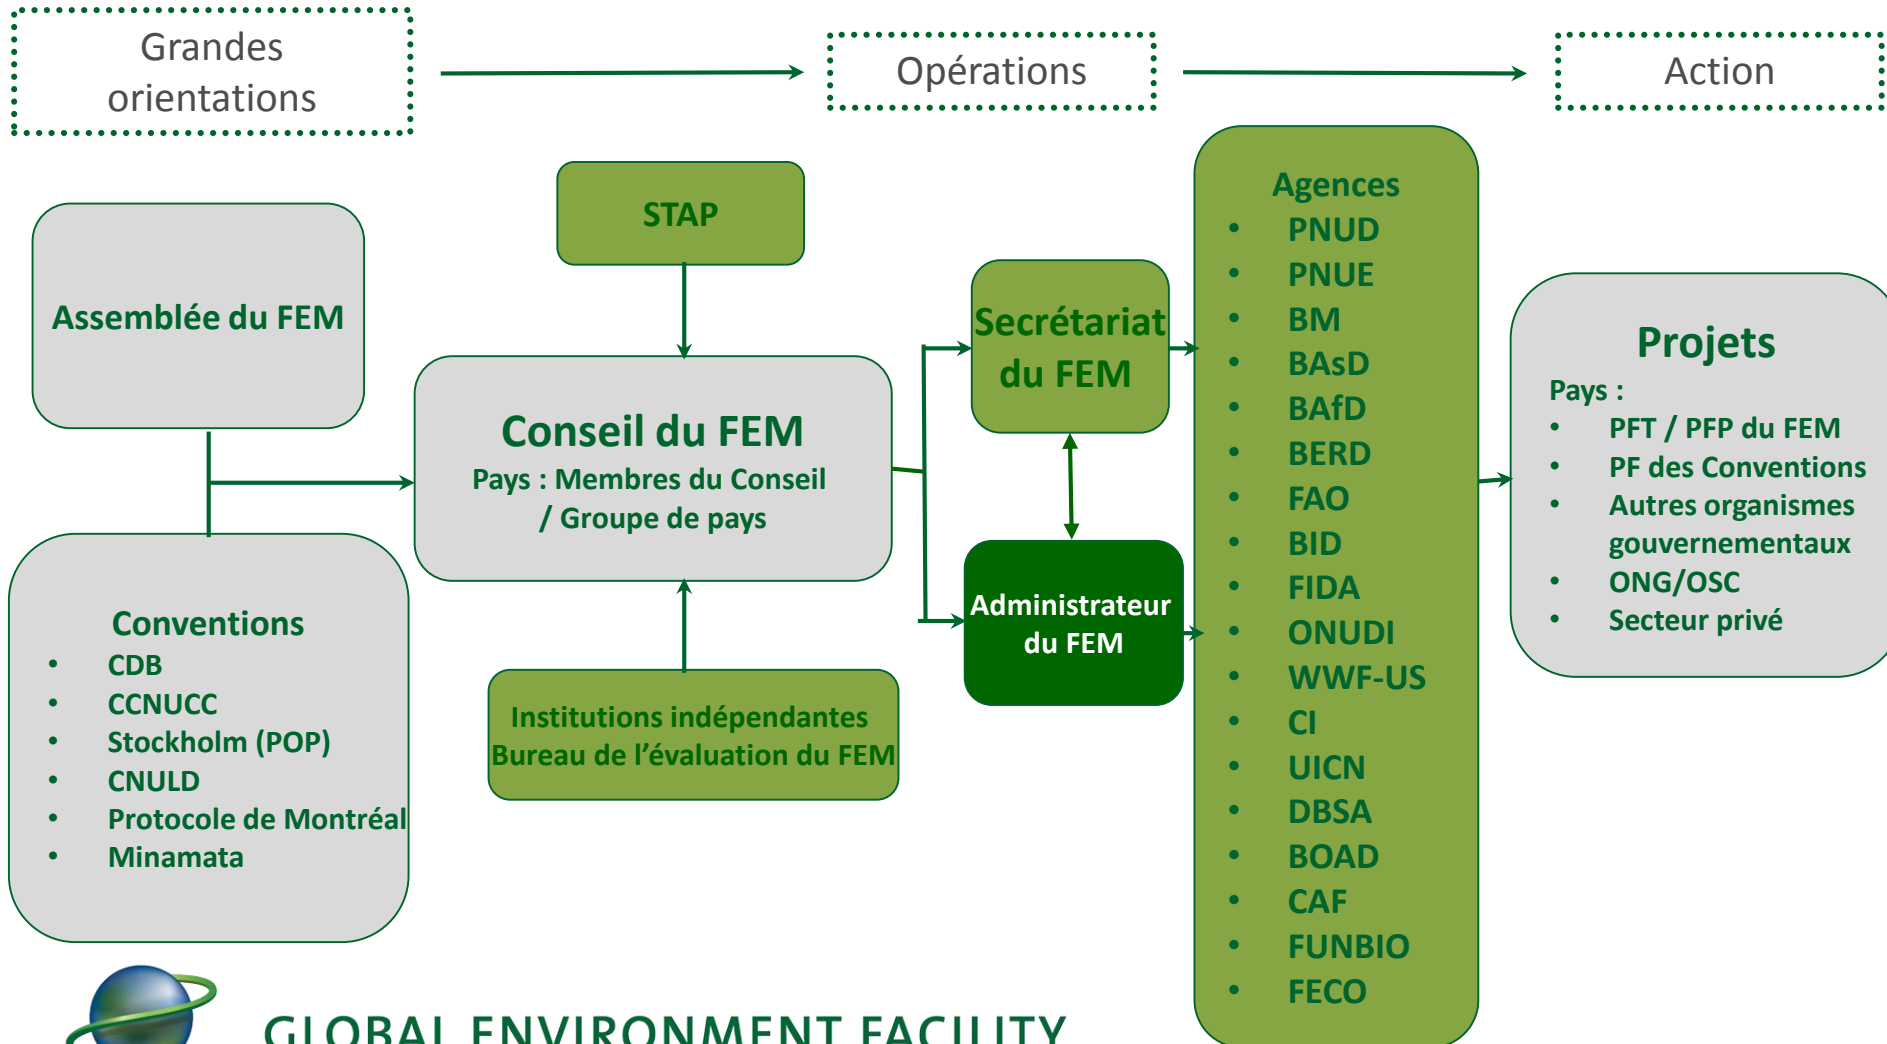 Grandes
orientations
Opérations
Action
Assemblée du FEM
Conventions
• CDB
• CCNUCC
• Stockholm (POP)
• CNULD
• Protocole de Montréal
• Minamata
STAP
Conseil du FEM
Pays : Membres du Conseil
/ Groupe de pays
Institutions indépendantes
Bureau de l’évaluation du FEM
Secrétariat
du FEM
Administrateur
du FEM
Agences
• PNUD
• PNUE
• BM
• BAsD
• BAfD
• BERD
• FAO
• BID
• FIDA
• ONUDI
• WWF-US
• CI
• UICN
• DBSA
• BOAD
• CAF
• FUNBIO
• FECO
Projets
Pays :
• PFT / PFP du FEM
• PF des Conventions
• Autres organismes
gouvernementaux
• ONG/OSC
• Secteur privé
GLOBAL ENVIRONMENT FACILITY